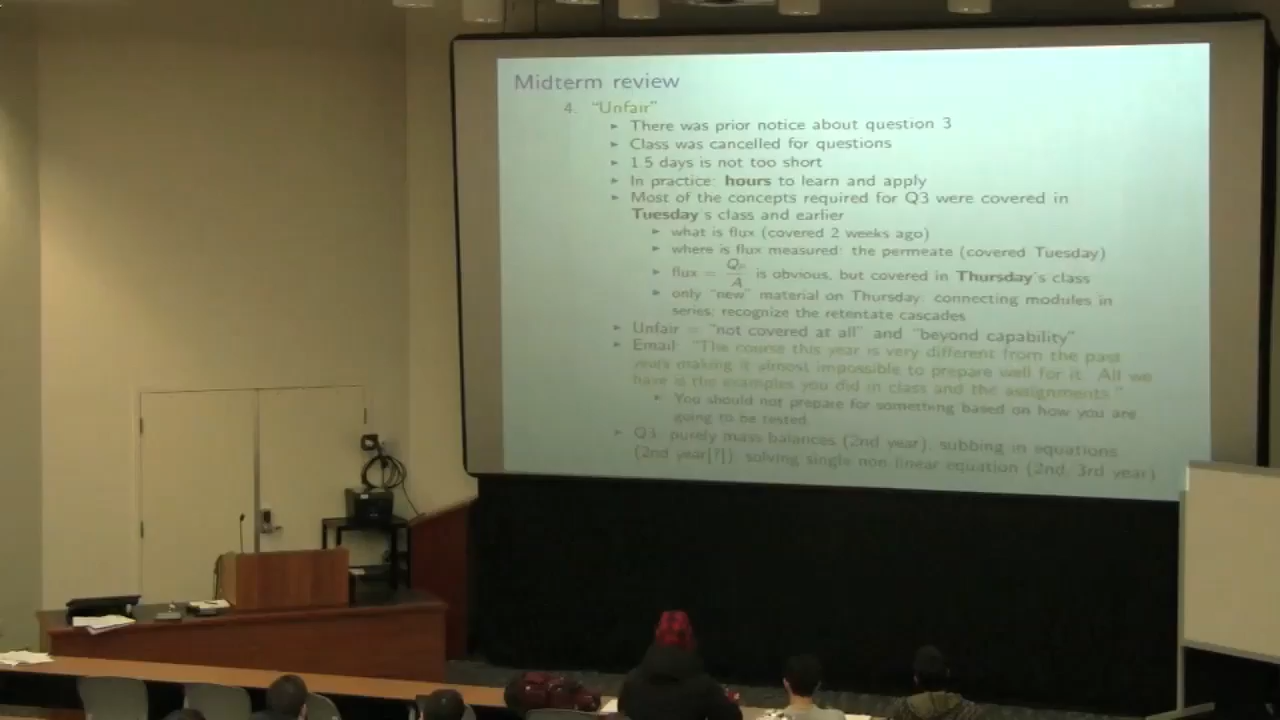 Midterm review
4. "Unfair"
▸ There was prior notice about question 3
▸ Class was cancelled for questions
▸ 1.5 days is not too short
▸ In practice: hours to learn and apply
▸ Most of the concepts required for Q3 were covered in
Tuesday's class and earlier
▸ what is flux (covered 2 weeks ago)
▸ where is flux measured: the permeate (covered Tuesday)
▸ flux = Qp/A is obvious, but covered in Thursday's class
▸ only "new" material on Thursday: connecting modules in
series; recognize the retentate cascades
▸ Unfair = "not covered at all" and "beyond capability"
▸ Email: "The course this year is very different from the past
years making it almost impossible to prepare well for it. All we
have is the examples you did in class and the assignments."
▸ You should not prepare for something based on how you are
going to be tested
▸ Q3: purely mass balances (2nd year), subbing in equations
(2nd year[?]), solving single non linear equation (2nd, 3rd year)